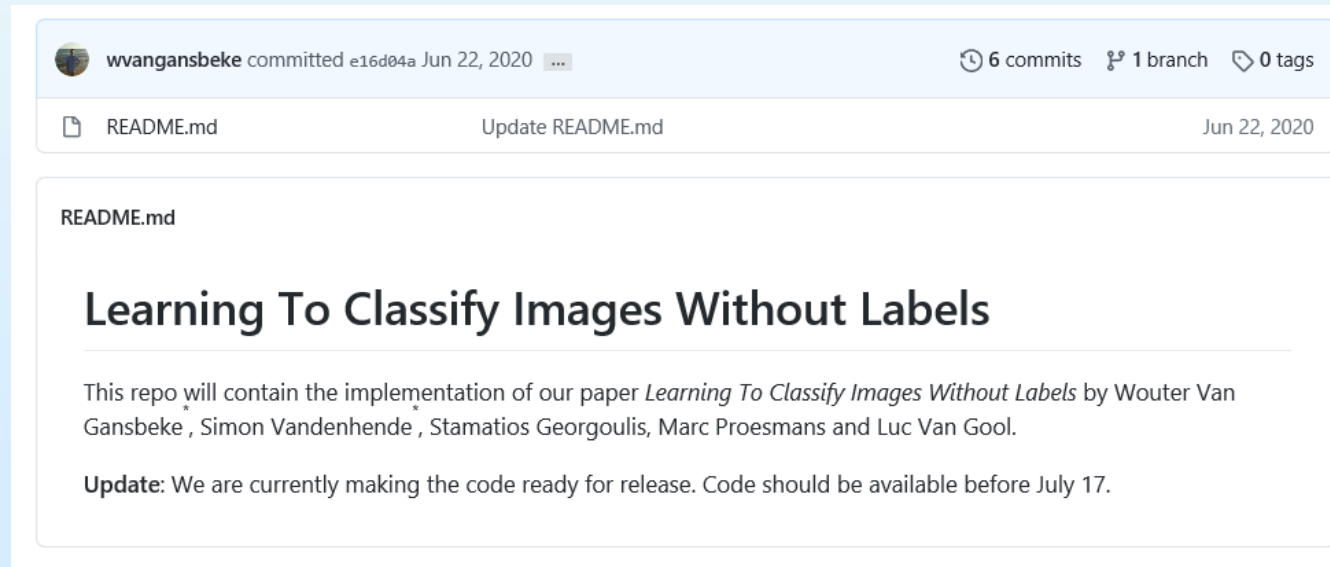 wvangansbeke committed e16d04a Jun 22, 2020 ... 6 commits 1 branch 0 tags
README.md Update README.md Jun 22, 2020
README.md
Learning To Classify Images Without Labels
This repo will contain the implementation of our paper Learning To Classify Images Without Labels by Wouter Van
Gansbeke*, Simon Vandenhende*, Stamatios Georgoulis, Marc Proesmans and Luc Van Gool.
Update: We are currently making the code ready for release. Code should be available before July 17.